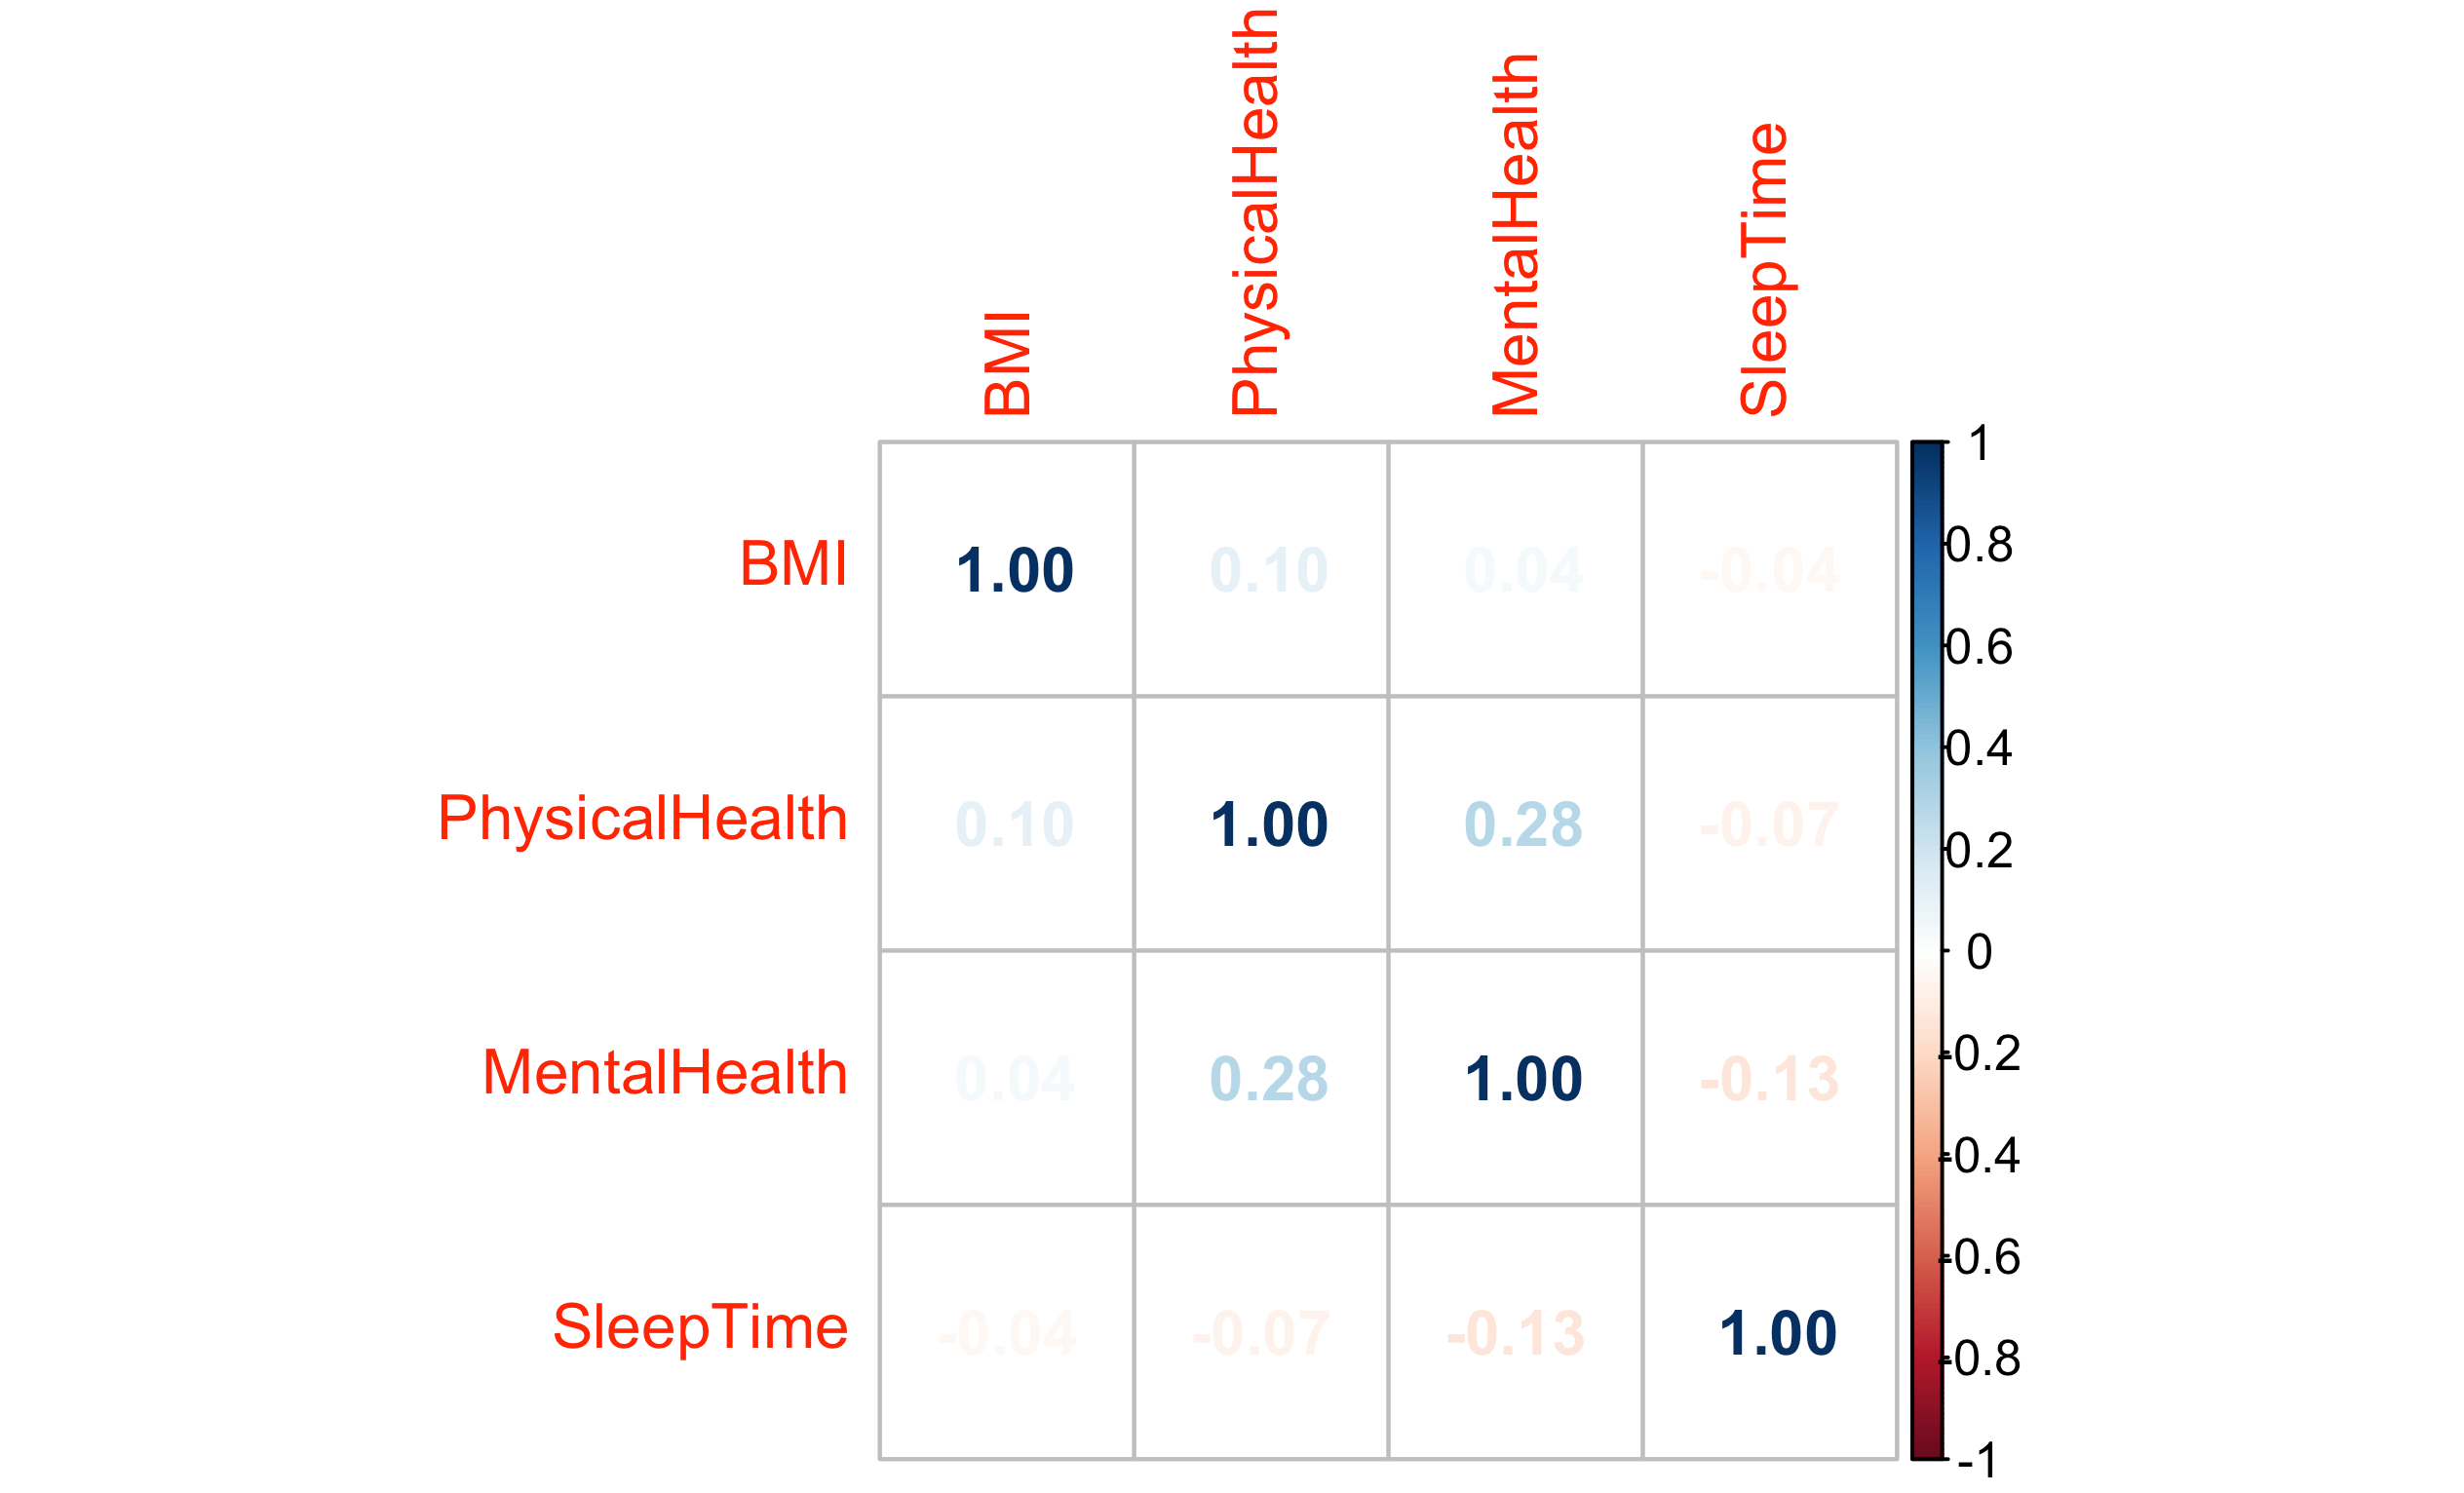 BMI
PhysicalHealth
MentalHealth
SleepTime
BMI 1.00 0.10 0.04 -0.04
PhysicalHealth 0.10 1.00 0.28 -0.07
MentalHealth 0.04 0.28 1.00 -0.13
SleepTime -0.04 -0.07 -0.13 1.00
1
0.8
0.6
0.4
0.2
0
-0.2
-0.4
-0.6
-0.8
-1